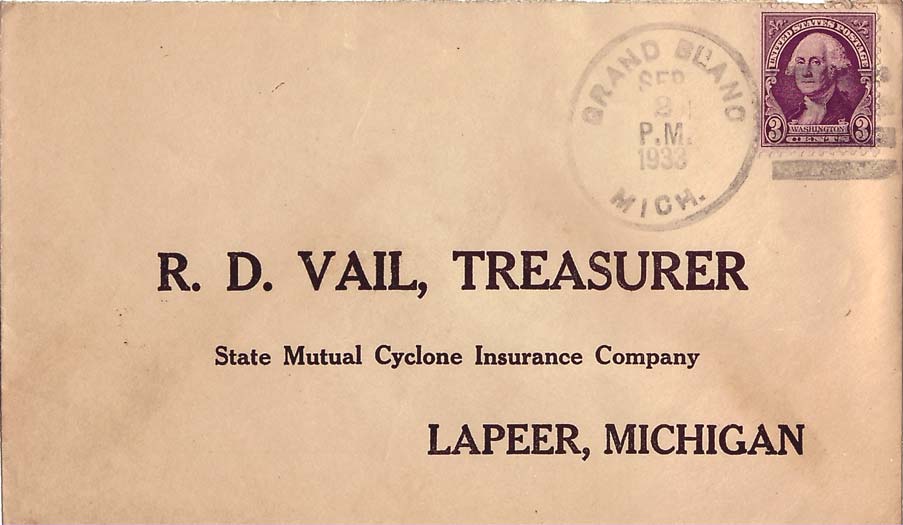 UNITED STATES POSTAGE
3 WASHINGTON 3
CENTS
GRAND BLANC
SEP
P.M.
1933
MICH.
R. D. VAIL, TREASURER
State Mutual Cyclone Insurance Company
LAPEER, MICHIGAN